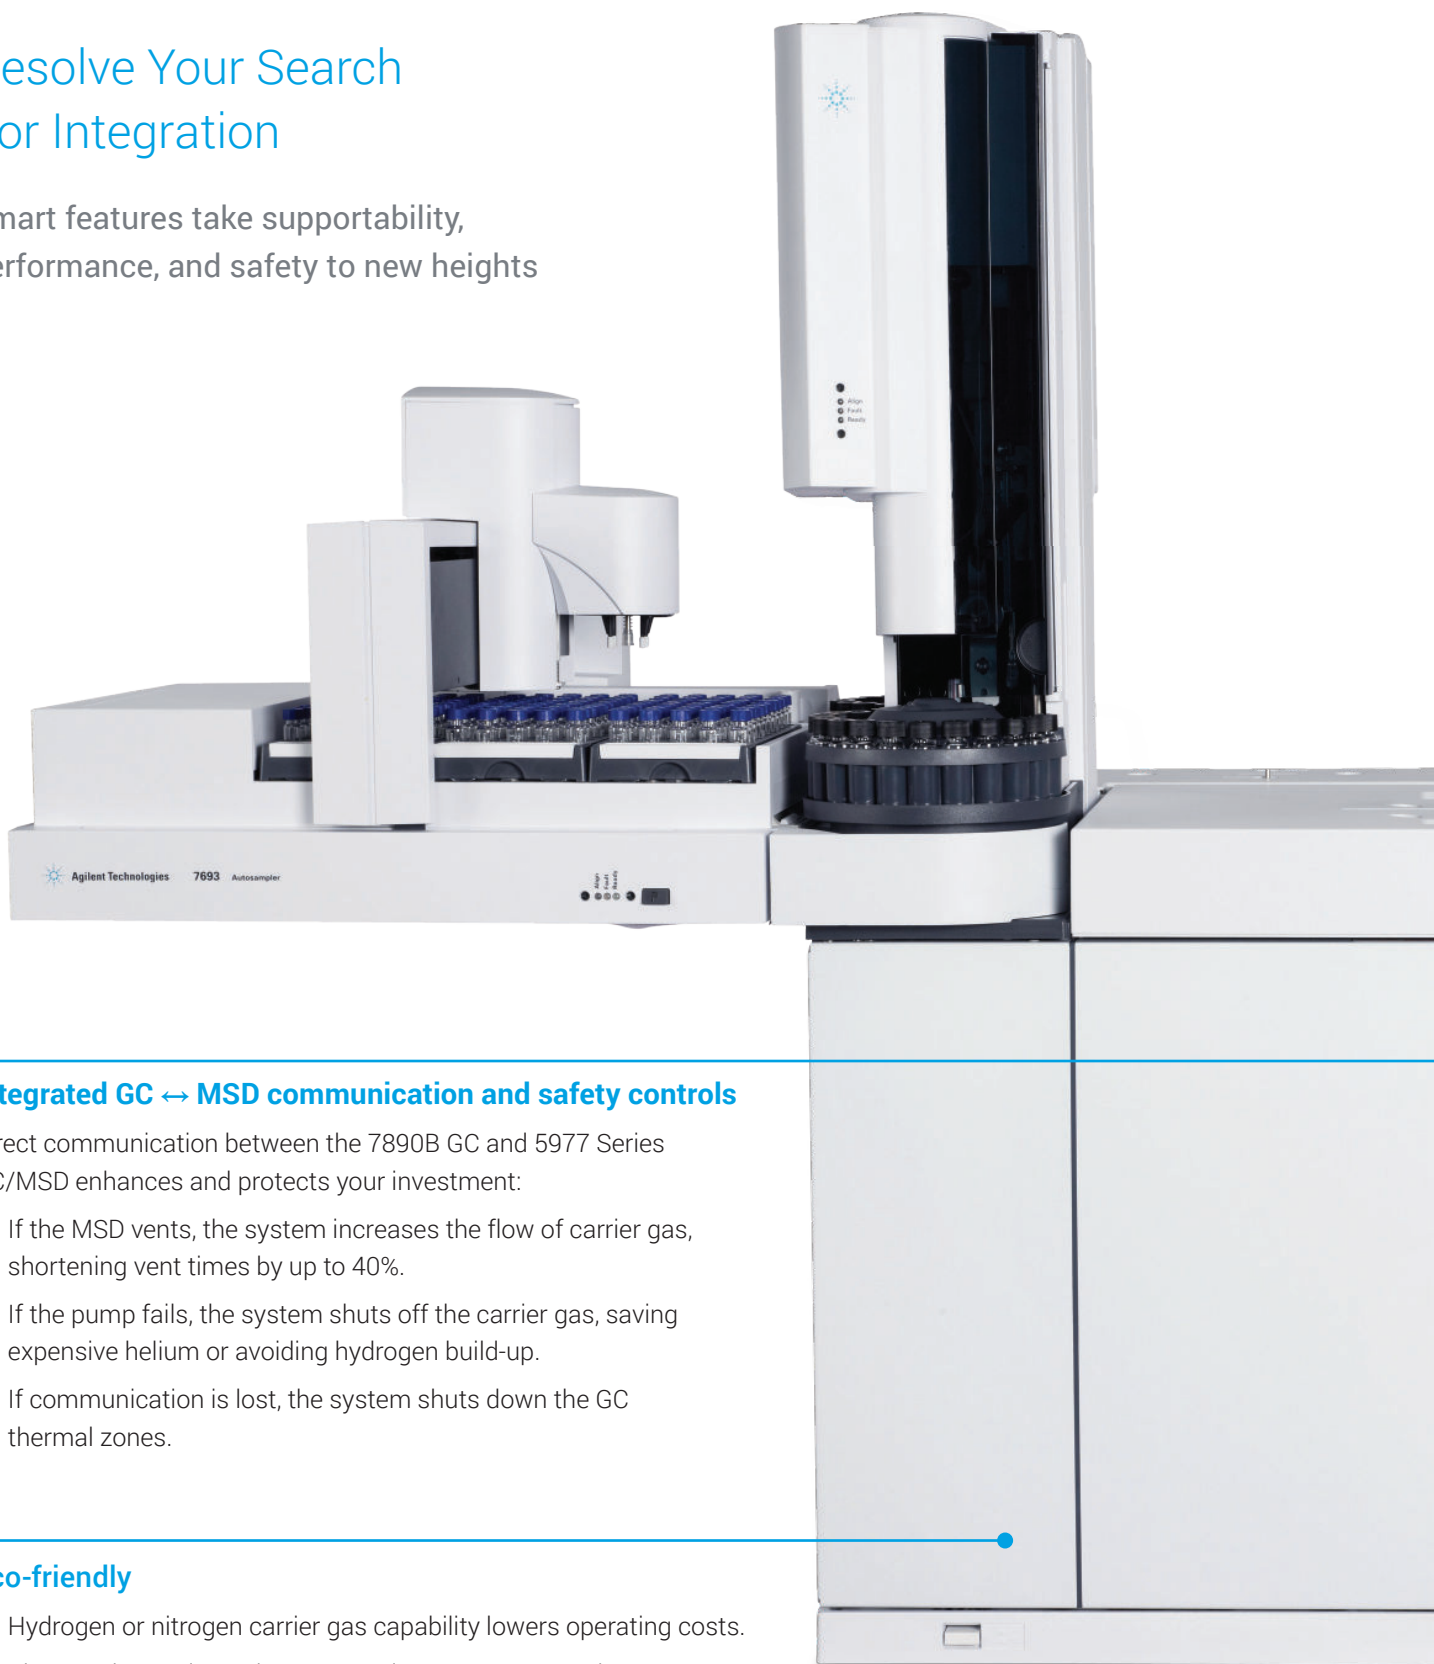 esolve Your Search
or Integration
mart features take supportability,
erformance, and safety to new heights
Align
Fault
Ready
Agilent Technologies 7693 Autosampler
Align
Fault
Ready
tegrated GC ↔ MSD communication and safety controls
rect communication between the 7890B GC and 5977 Series
C/MSD enhances and protects your investment:
If the MSD vents, the system increases the flow of carrier gas,
shortening vent times by up to 40%.
If the pump fails, the system shuts off the carrier gas, saving
expensive helium or avoiding hydrogen build-up.
If communication is lost, the system shuts down the GC
thermal zones.
co-friendly
Hydrogen or nitrogen carrier gas capability lowers operating costs.